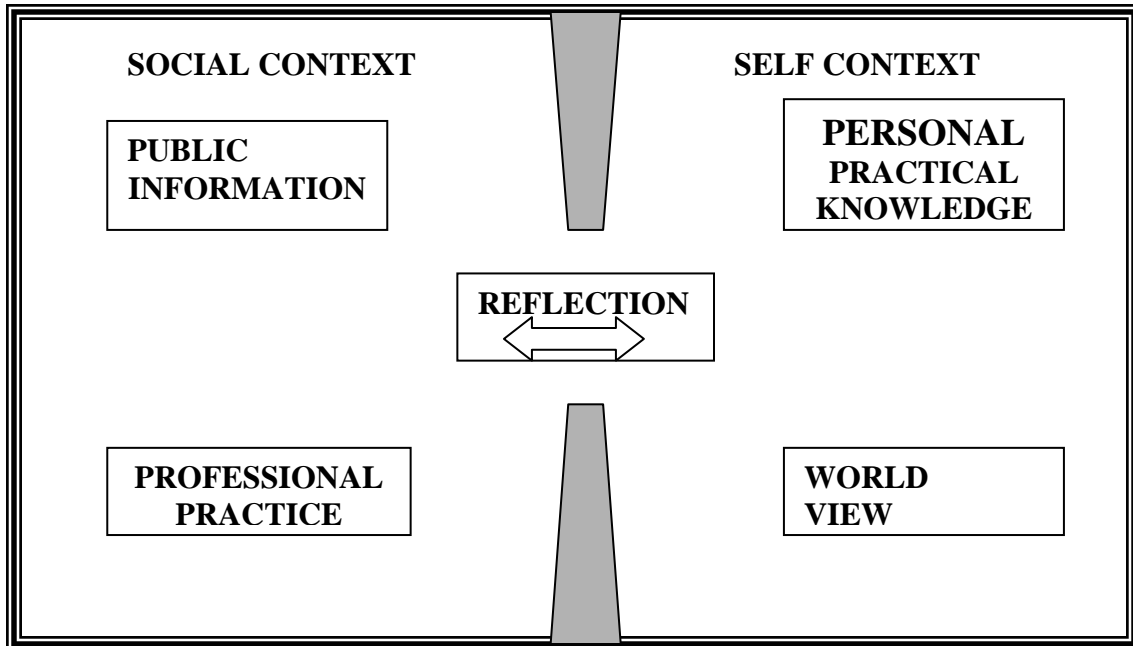 SOCIAL CONTEXT
SELF CONTEXT
PUBLIC
INFORMATION
PERSONAL
PRACTICAL
KNOWLEDGE
REFLECTION
PROFESSIONAL
PRACTICE
WORLD
VIEW